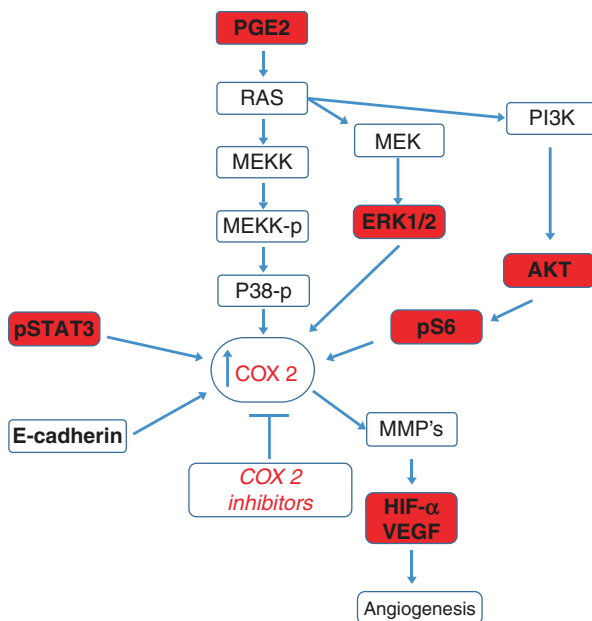 PGE2
RAS
PI3K
MEK
MEKK
MEKK-p
ERK1/2
AKT
P38-p
pSTAT3
pS6
COX 2
E-cadherin
MMP's
COX 2
inhibitors
HIF-α
VEGF
Angiogenesis